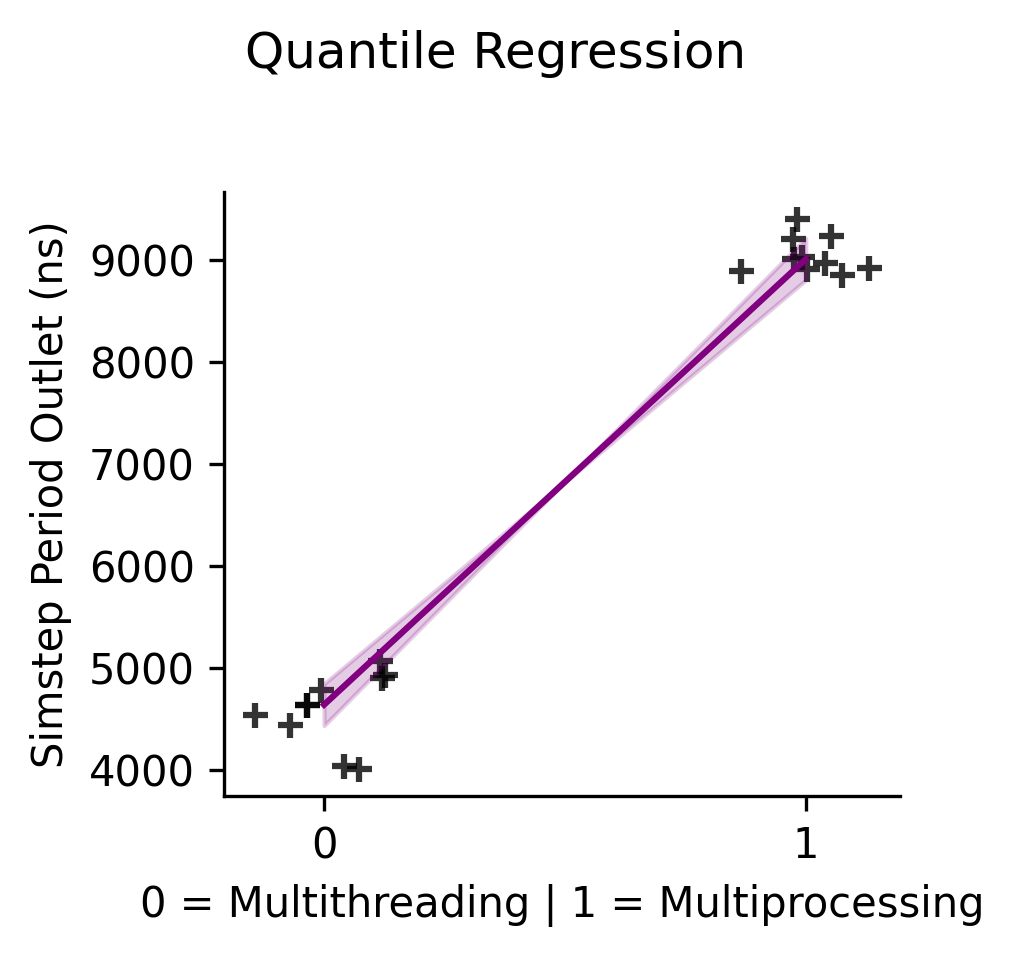 Quantile Regression
Simstep Period Outlet (ns)
9000
8000
7000
6000
5000
4000
0 1
0 = Multithreading | 1 = Multiprocessing